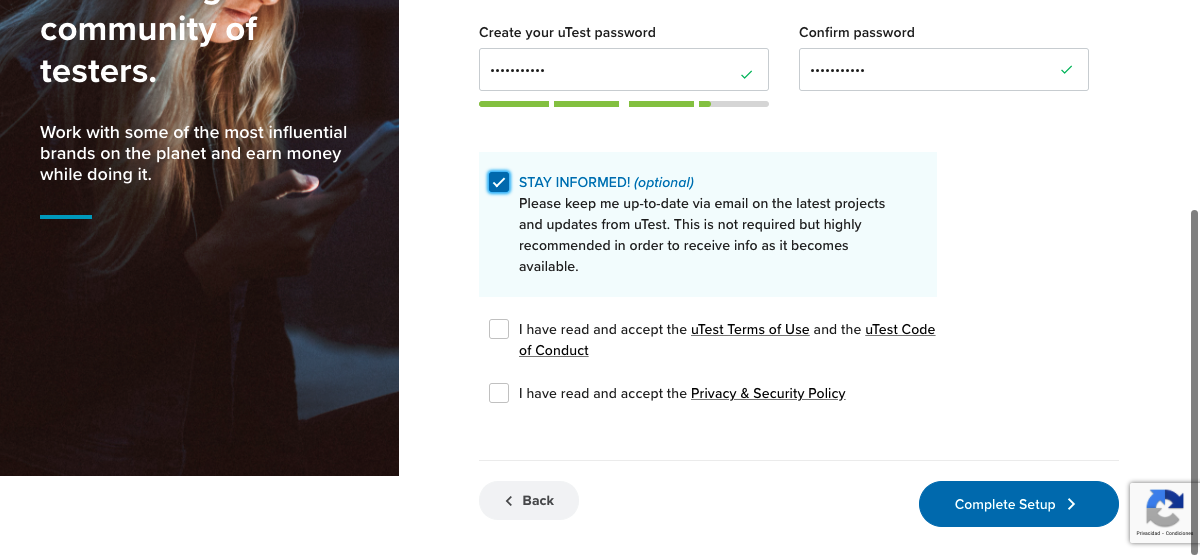 community of
testers.
Work with some of the most influential
brands on the planet and earn money
while doing it.
Create your uTest password
Confirm password
•••••••••••
•••••••••••
STAY INFORMED! (optional)
Please keep me up-to-date via email on the latest projects
and updates from uTest. This is not required but highly
recommended in order to receive info as it becomes
available.
I have read and accept the uTest Terms of Use and the uTest Code
of Conduct
I have read and accept the Privacy & Security Policy
Back
Complete Setup
Privacidad - Condiciones